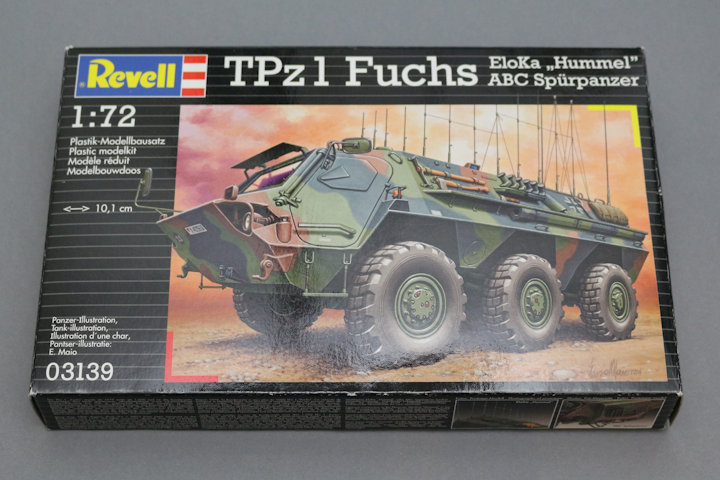 Revell
TPz1 Fuchs
EloKa „Hummel”
ABC Spürpanzer
1:72
Plastik-Modellbausatz
Plastic modelkit
Modèle réduit
Modelbouwdoos
10,1 cm
Panzer-Illustration,
Tank-illustration,
Illustration d'une char,
Pantser-illustratie:
E. Maio
03139